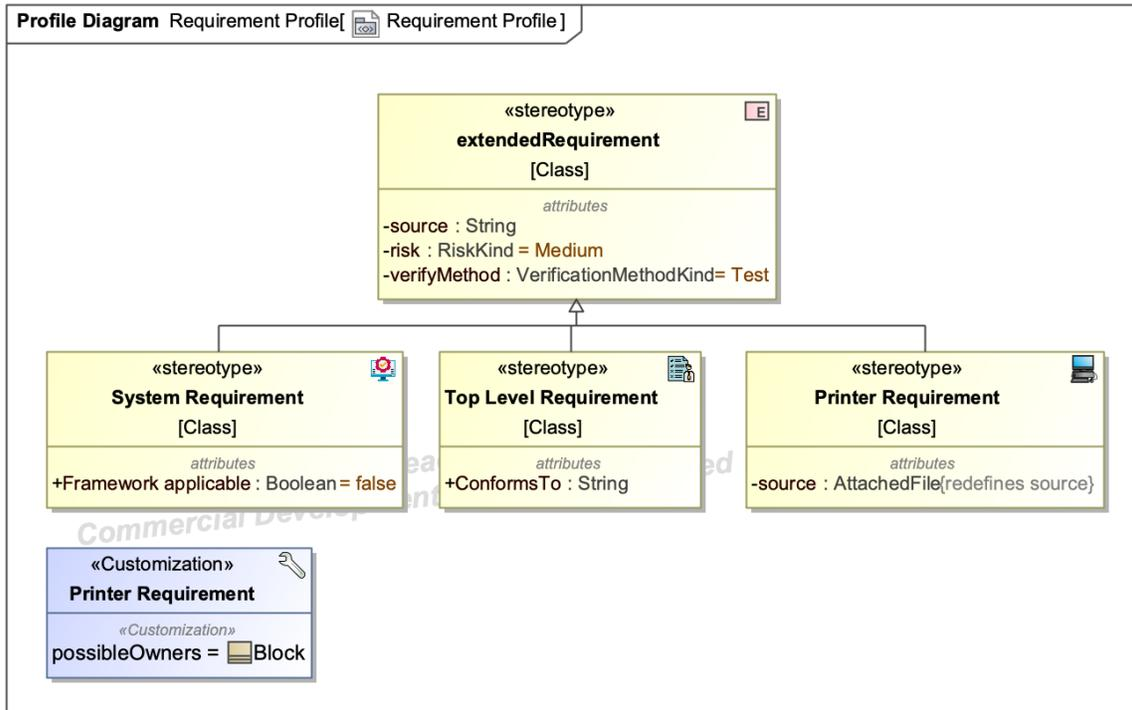 Profile Diagram Requirement Profile[ Requirement Profile ]
«stereotype»
E
extendedRequirement
[Class]
attributes
-source : String
-risk : RiskKind = Medium
-verifyMethod : VerificationMethodKind= Test
«stereotype»
System Requirement
[Class]
attributes
+Framework applicable : Boolean = false
«stereotype»
Top Level Requirement
[Class]
attributes
+ConformsTo : String
«stereotype»
Printer Requirement
[Class]
attributes
-source : AttachedFile{redefines source}
Commercial
«Customization»
Printer Requirement
«Customization»
possibleOwners = Block